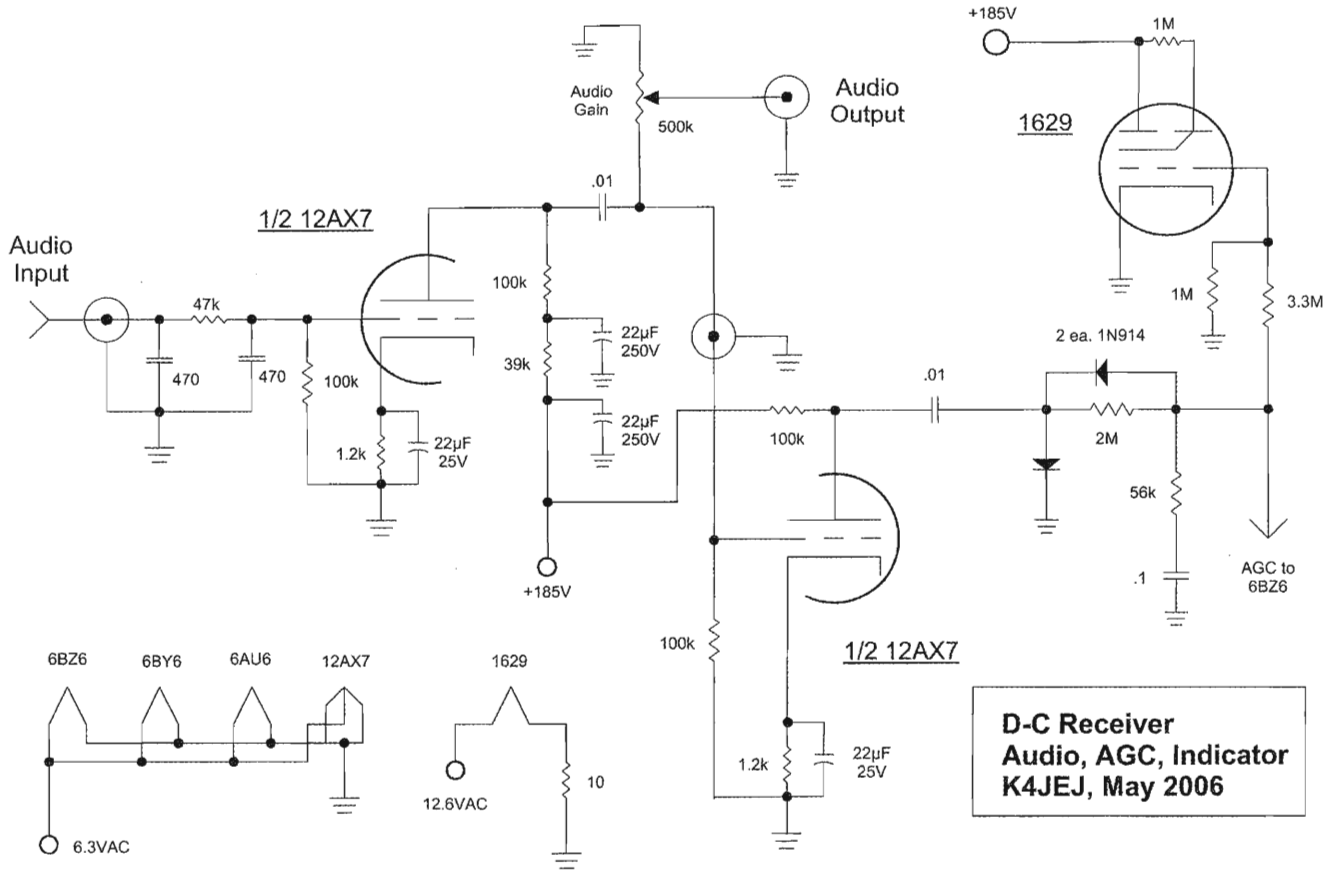 +185V
1M
Audio
Gain
500k
Audio
Output
1629
.01
1/2 12AX7
Audio
Input
47k
470
470
100k
1.2k
22µF
25V
100k
39k
22µF
250V
22µF
250V
+185V
100k
.01
2 ea. 1N914
2M
1M
3.3M
56k
.1
AGC to
6BZ6
100k
1/2 12AX7
1.2k
22µF
25V
6BZ6
6BY6
6AU6
12AX7
1629
6.3VAC
12.6VAC
10
D-C Receiver
Audio, AGC, Indicator
K4JEJ, May 2006